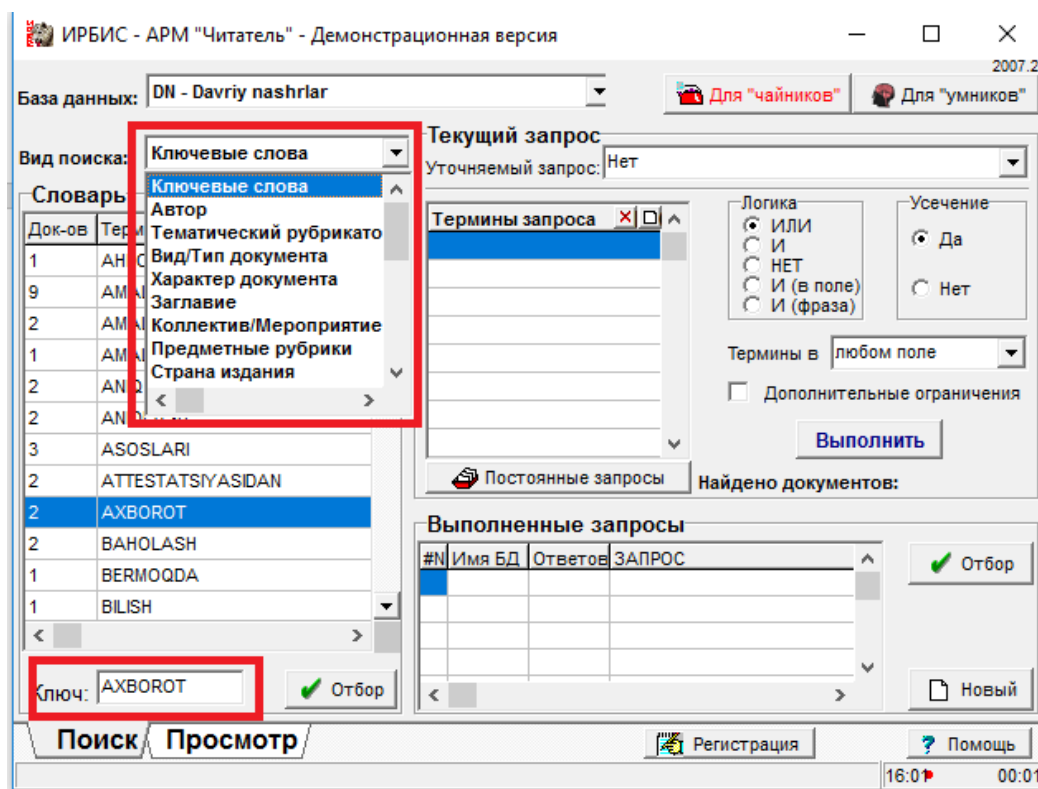 ИРБИС - АРМ "Читатель" - Демонстрационная версия
2007.2
База данных: DN - Davriy nashrlar
Для "чайников"
Для "умников"
Вид поиска: Ключевые слова
Ключевые слова
Автор
Тематический рубрикато
Вид/Тип документа
Характер документа
Заглавие
Коллектив/Мероприятие
Предметные рубрики
Страна издания
Словарь
Док-ов
1
9 AMAL
2
1
2
2
3 ASOSLARI
2 ATTESTATSIYASIDAN
2 AXBOROT
2 BAHOLASH
1 BERMOQDA
1 BILISH
Ключ: AXBOROT
Отбор
Текущий запрос
Уточняемый запрос: Нет
Термины запроса
Логика
ИЛИ
И
НЕТ
И (в поле)
И (фраза)
Усечение
Да
Нет
Термины в любом поле
Дополнительные ограничения
Выполнить
Постоянные запросы
Найдено документов:
Выполненные запросы
#N Имя БД Ответов ЗАПРОС
Отбор
Новый
Поиск Просмотр
Регистрация
Помощь
16:01 00:01